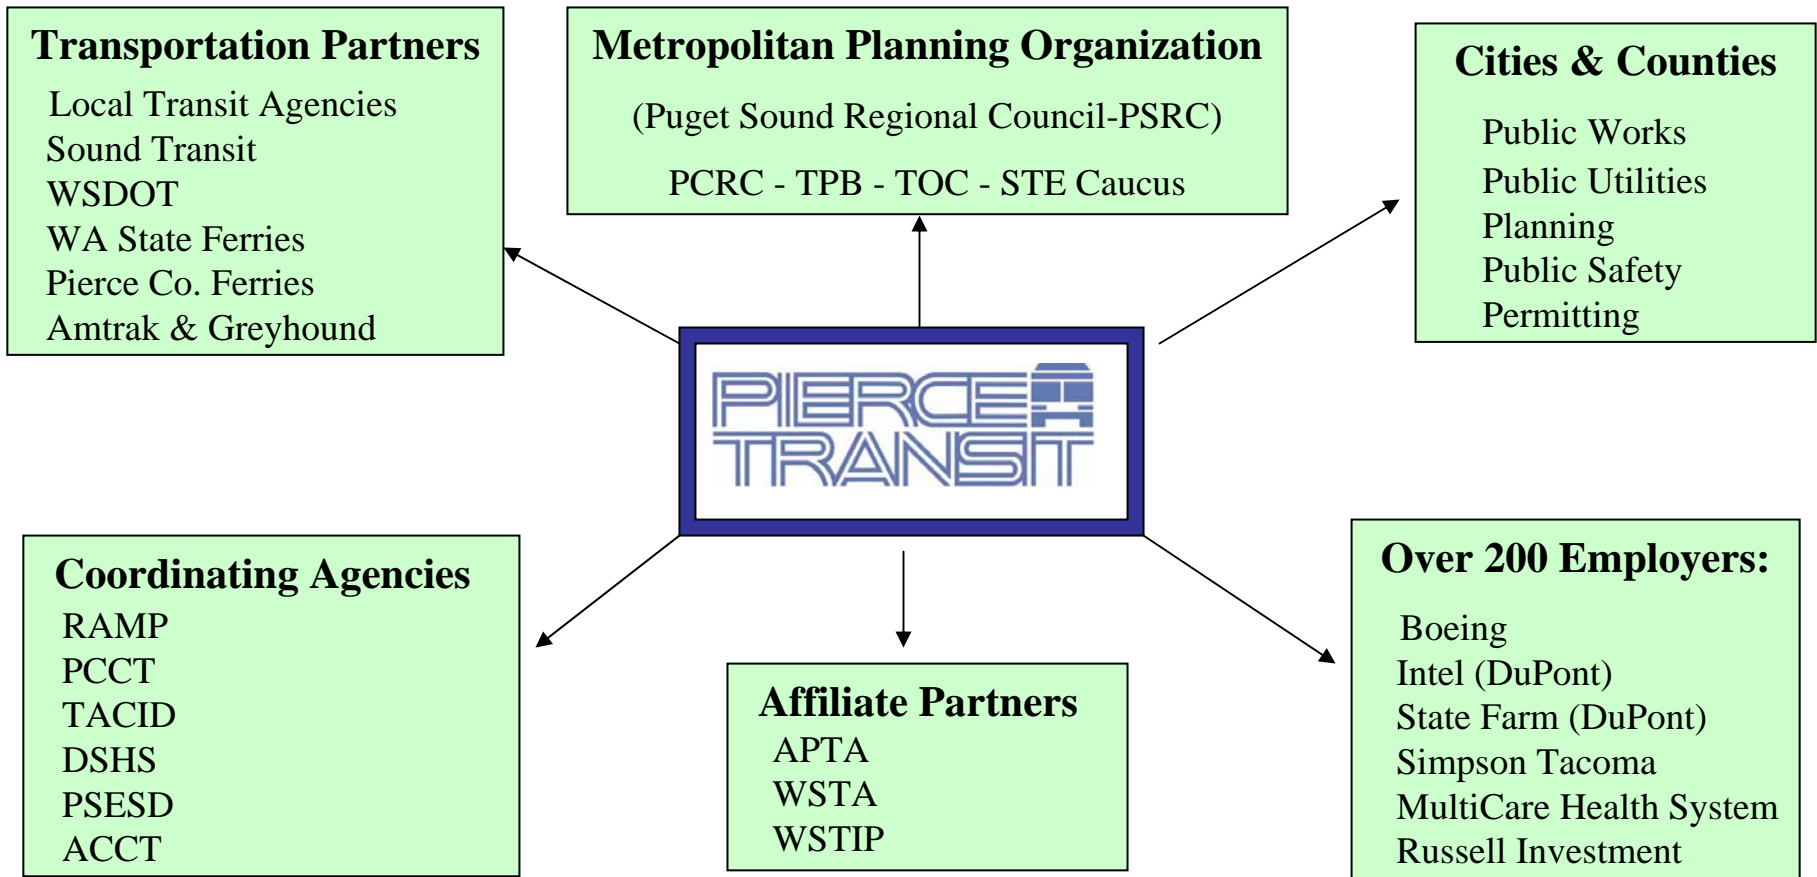 Transportation Partners
Local Transit Agencies
Sound Transit
WSDOT
WA State Ferries
Pierce Co. Ferries
Amtrak & Greyhound
Metropolitan Planning Organization
(Puget Sound Regional Council-PSRC)
PCRC - TPB - TOC - STE Caucus
Cities & Counties
Public Works
Public Utilities
Planning
Public Safety
Permitting
PIERCE
TRANSIT
Coordinating Agencies
RAMP
PCCT
TACID
DSHS
PSESD
ACCT
Affiliate Partners
APTA
WSTA
WSTIP
Over 200 Employers:
Boeing
Intel (DuPont)
State Farm (DuPont)
Simpson Tacoma
MultiCare Health System
Russell Investment